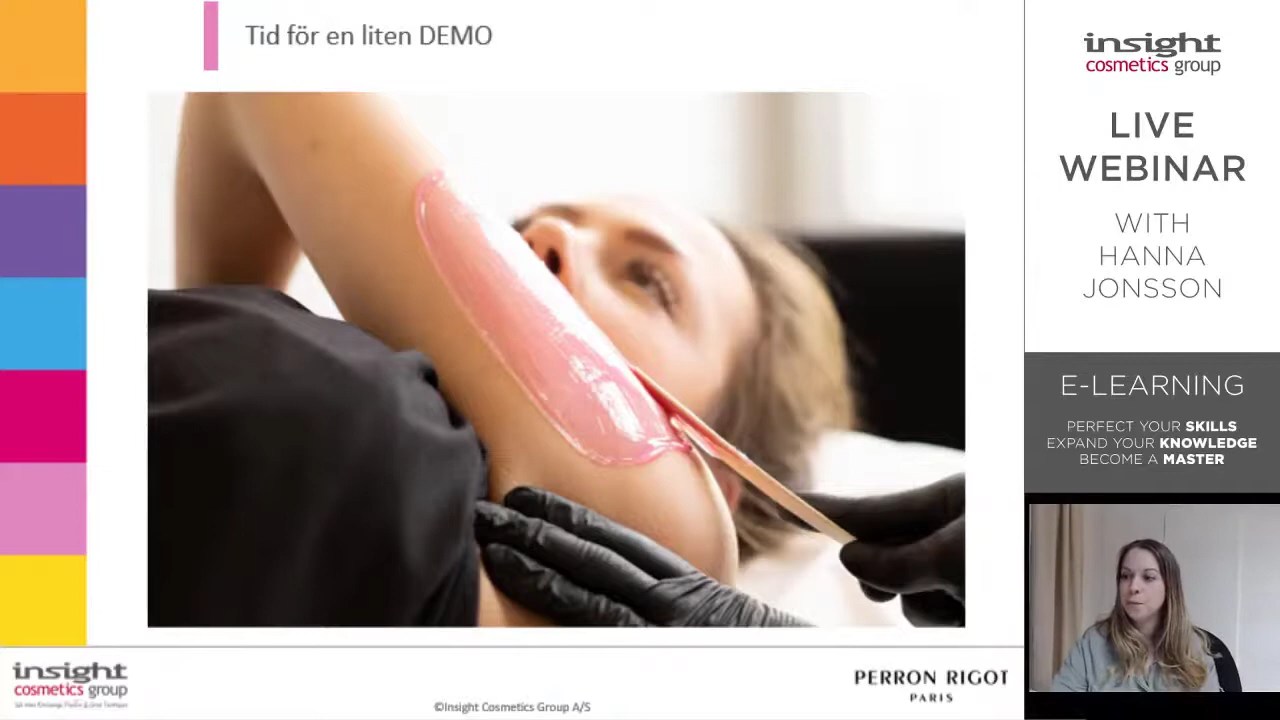 Tid för en liten DEMO
insight
cosmetics group
LIVE
WEBINAR
WITH
HANNA
JONSSON
E-LEARNING
PERFECT YOUR SKILLS
EXPAND YOUR KNOWLEDGE
BECOME A MASTER
insight
cosmetics group
©Insight Cosmetics Group A/S
PERRON RIGOT
PARIS